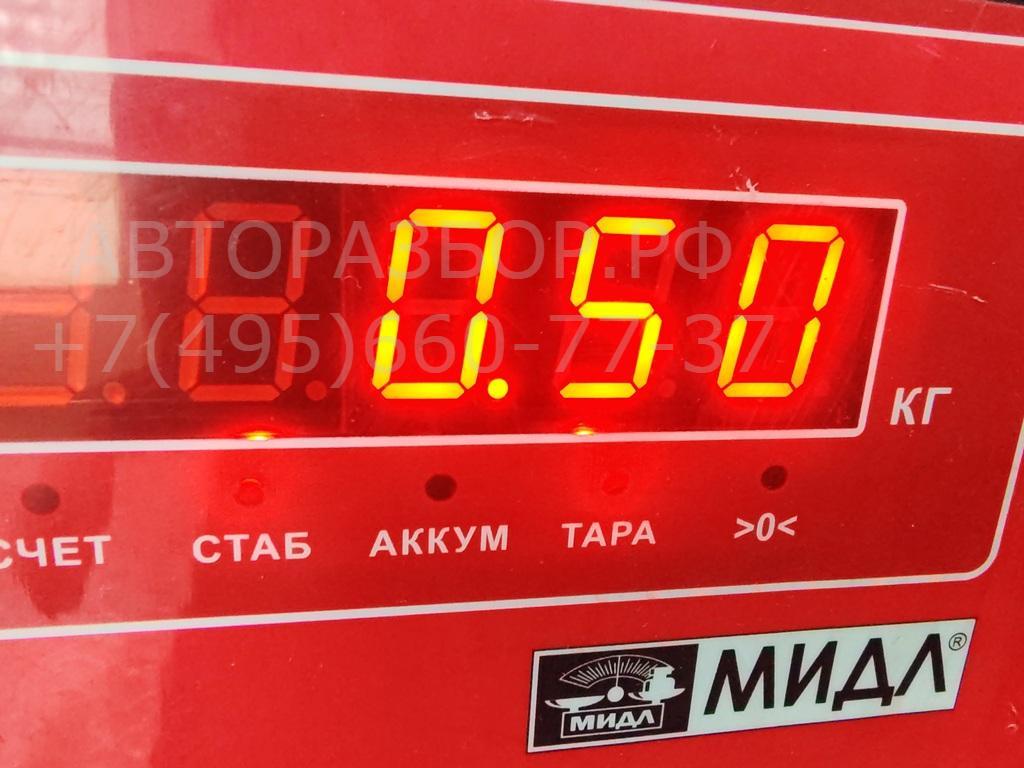 АВТОРАЗБОР.РФ
+7(495)660-77-37
0.50
КГ
СЧЕТ СТАБ АККУМ ТАРА >0<
МИДЛ МИДЛ®